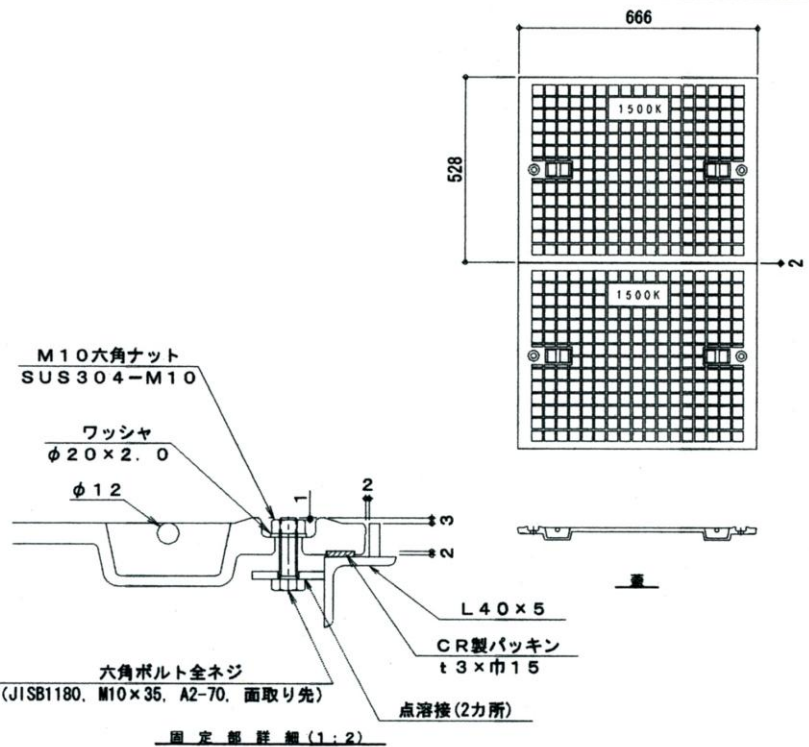 666
528
1500K
2
1500K
M10六角ナット
SUS304-M10
ワッシャ
φ20×2.0
φ12
1
2
3
2
蓋
L40×5
CR製パッキン
t3×巾15
六角ボルト全ネジ
(JISB1180, M10×35, A2-70, 面取り先)
点溶接(2カ所)
固定部詳細(1:2)